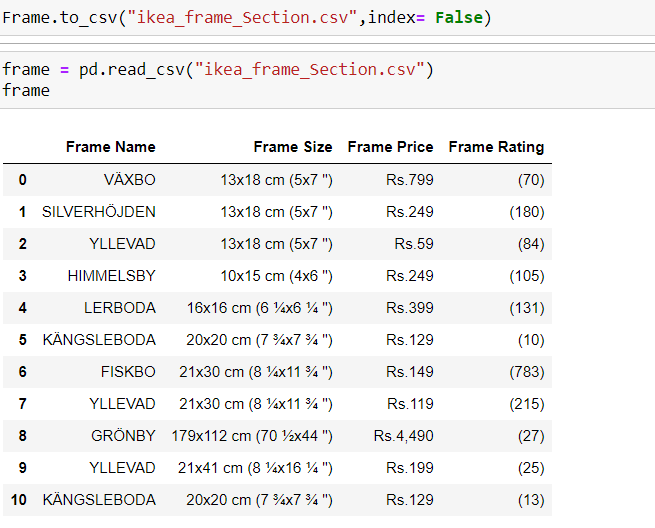 Frame.to_csv("ikea_frame_Section.csv",index= False)
frame = pd.read_csv("ikea_frame_Section.csv")
frame
Frame Name Frame Size Frame Price Frame Rating
0 VÄXBO 13x18 cm (5x7 ") Rs.799 (70)
1 SILVERHÖJDEN 13x18 cm (5x7 ") Rs.249 (180)
2 YLLEVAD 13x18 cm (5x7 ") Rs.59 (84)
3 HIMMELSBY 10x15 cm (4x6 ") Rs.249 (105)
4 LERBODA 16x16 cm (6 ¼x6 ¼ ") Rs.399 (131)
5 KÄNGSLEBODA 20x20 cm (7 ¾x7 ¾ ") Rs.129 (10)
6 FISKBO 21x30 cm (8 ¼x11 ¾ ") Rs.149 (783)
7 YLLEVAD 21x30 cm (8 ¼x11 ¾ ") Rs.119 (215)
8 GRÖNBY 179x112 cm (70 ½x44 ") Rs.4,490 (27)
9 YLLEVAD 21x41 cm (8 ¼x16 ¼ ") Rs.199 (25)
10 KÄNGSLEBODA 20x20 cm (7 ¾x7 ¾ ") Rs.129 (13)